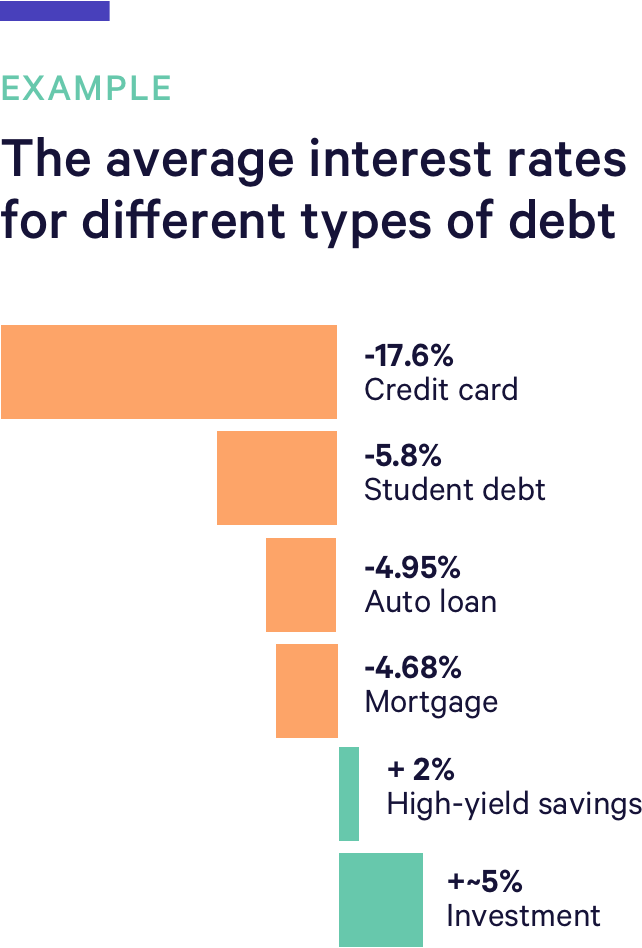 EXAMPLE
The average interest rates
for different types of debt
-17.6%
Credit card
-5.8%
Student debt
-4.95%
Auto loan
-4.68%
Mortgage
+ 2%
High-yield savings
+~5%
Investment